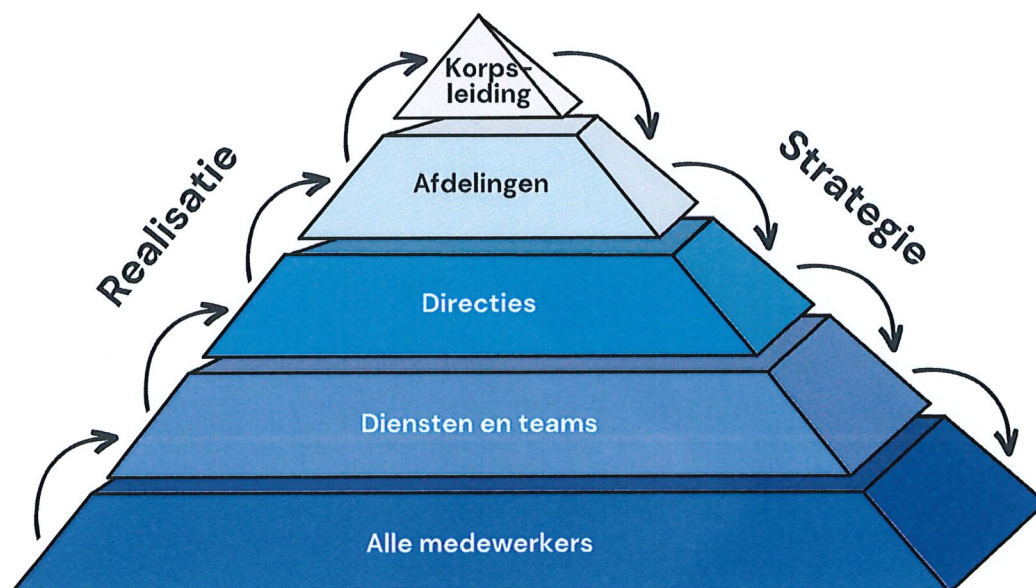 Korps-
leiding
Afdelingen
Realisatie
Strategie
Directies
Diensten en teams
Alle medewerkers